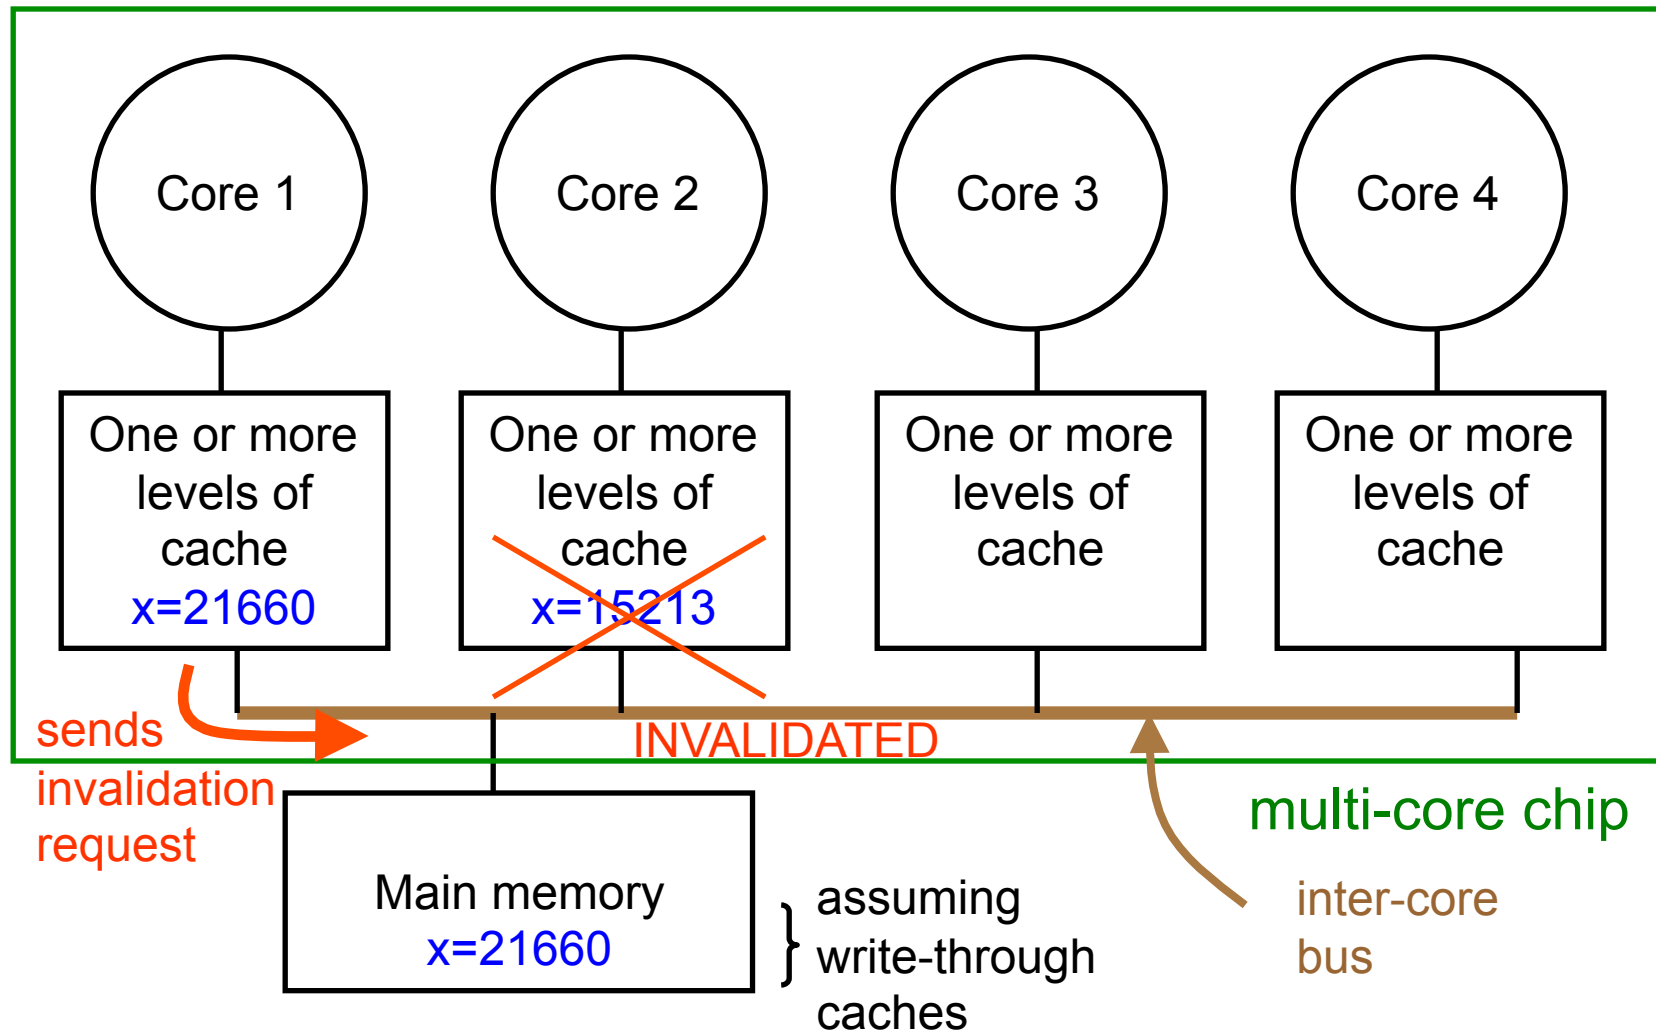 Core 1
Core 2
Core 3
Core 4
One or more
levels of
cache
x=21660
One or more
levels of
cache
x=15213
One or more
levels of
cache
One or more
levels of
cache
sends
invalidation
request
INVALIDATED
multi-core chip
Main memory
x=21660
assuming
write-through
caches
inter-core
bus